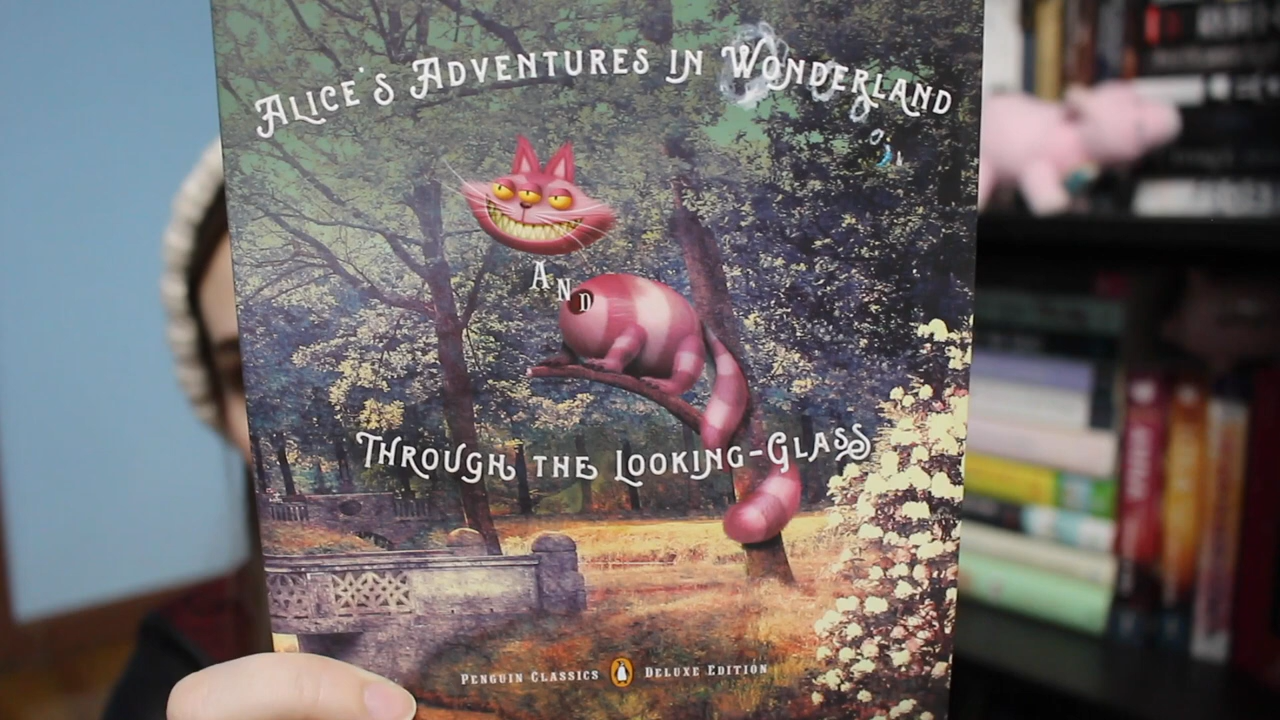 Alice's Adventures in Wonderland
And
Through the Looking-Glass
Penguin Classics Deluxe Edition